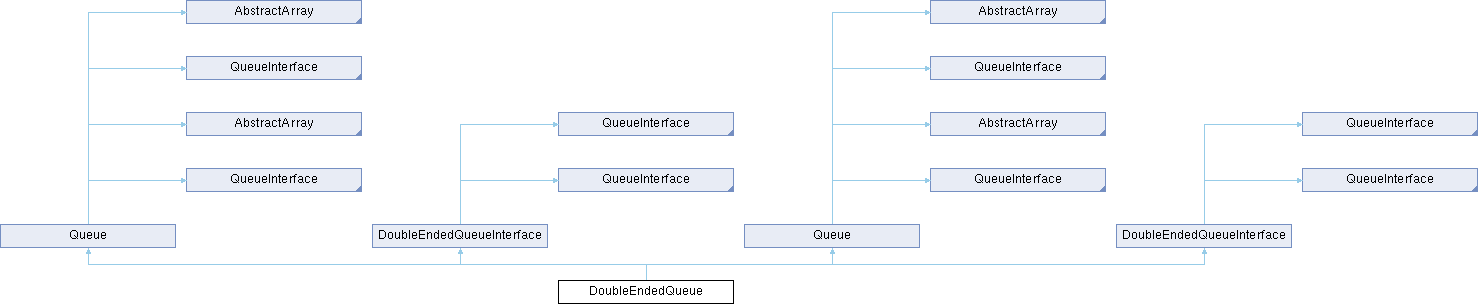 AbstractArray
AbstractArray
QueueInterface
QueueInterface
AbstractArray
QueueInterface
AbstractArray
QueueInterface
QueueInterface
QueueInterface
QueueInterface
QueueInterface
Queue
DoubleEndedQueueInterface
Queue
DoubleEndedQueueInterface
DoubleEndedQueue